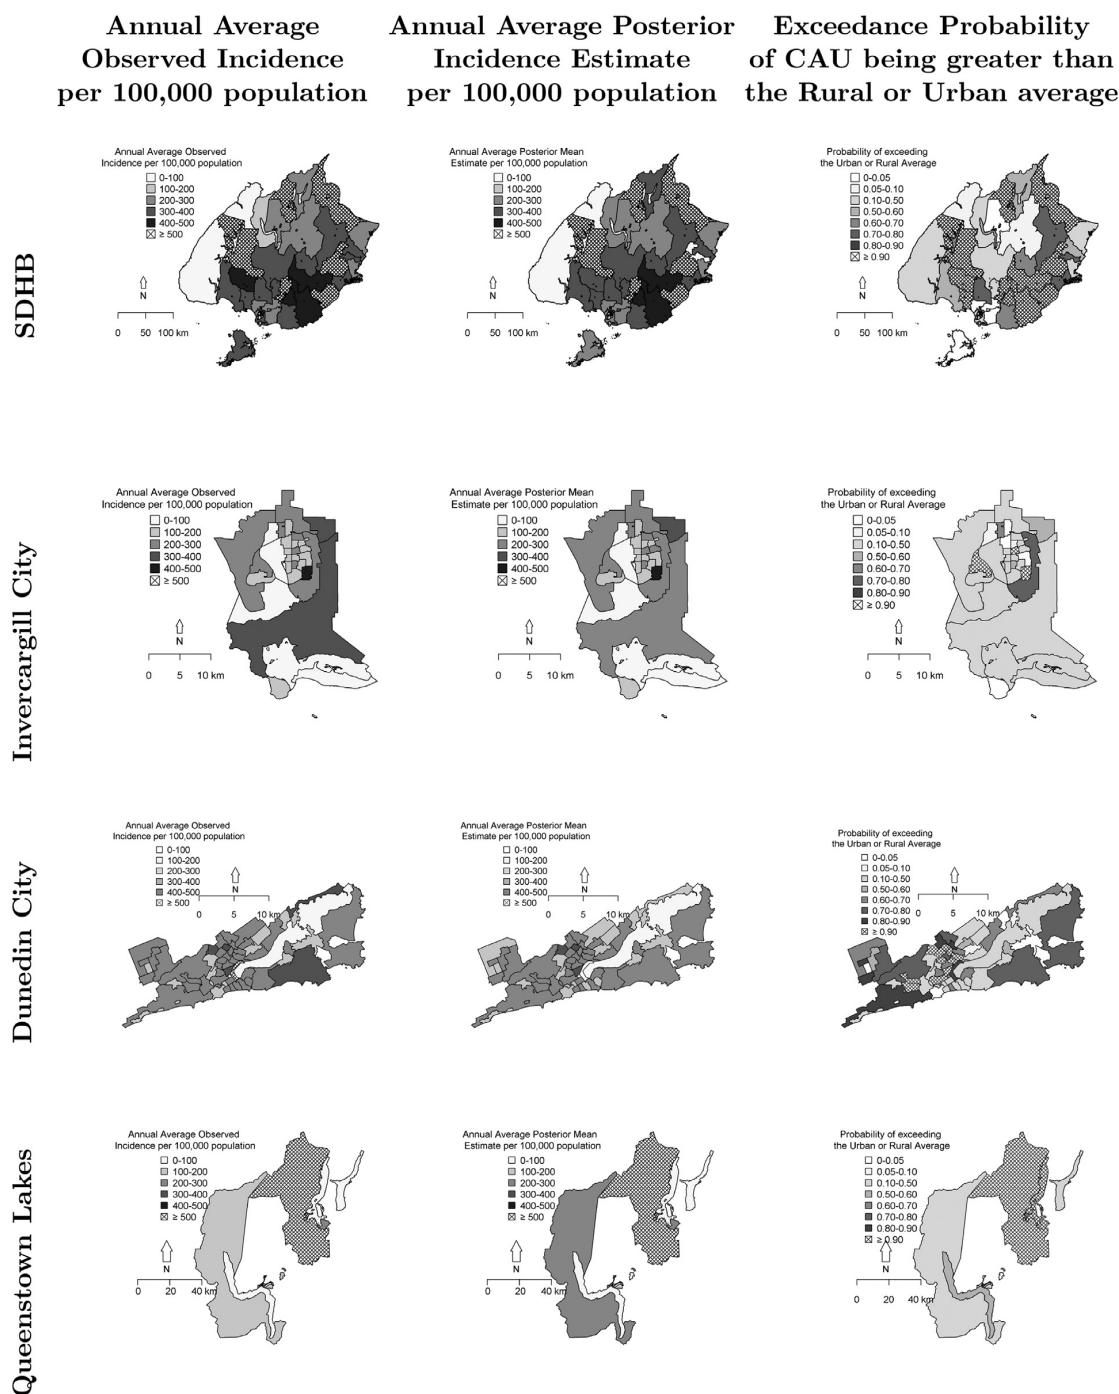 Annual Average
Observed Incidence
per 100,000 population
Annual Average Posterior
Incidence Estimate
per 100,000 population
Exceedance Probability
of CAU being greater than
the Rural or Urban average
SDHB
Annual Average Observed
Incidence per 100,000 population
0-100
100-200
200-300
300-400
400-500
≥ 500
N
0 50 100 km
Annual Average Posterior Mean
Estimate per 100,000 population
0-100
100-200
200-300
300-400
400-500
≥ 500
N
0 50 100 km
Probability of exceeding
the Urban or Rural Average
0-0.05
0.05-0.10
0.10-0.50
0.50-0.60
0.60-0.70
0.70-0.80
0.80-0.90
≥ 0.90
N
0 50 100 km
Invercargill City
Annual Average Observed
Incidence per 100,000 population
0-100
100-200
200-300
300-400
400-500
≥ 500
N
0 5 10 km
Annual Average Posterior Mean
Estimate per 100,000 population
0-100
100-200
200-300
300-400
400-500
≥ 500
N
0 5 10 km
Probability of exceeding
the Urban or Rural Average
0-0.05
0.05-0.10
0.10-0.50
0.50-0.60
0.60-0.70
0.70-0.80
0.80-0.90
≥ 0.90
N
0 5 10 km
Dunedin City
Annual Average Observed
Incidence per 100,000 population
0-100
100-200
200-300
300-400
400-500
≥ 500
N
0 5 10 km
Annual Average Posterior Mean
Estimate per 100,000 population
0-100
100-200
200-300
300-400
400-500
≥ 500
N
0 5 10 km
Probability of exceeding
the Urban or Rural Average
0-0.05
0.05-0.10
0.10-0.50
0.50-0.60
0.60-0.70
0.70-0.80
0.80-0.90
≥ 0.90
N
0 5 10 km
Queenstown Lakes
Annual Average Observed
Incidence per 100,000 population
0-100
100-200
200-300
300-400
400-500
≥ 500
N
0 20 40 km
Annual Average Posterior Mean
Estimate per 100,000 population
0-100
100-200
200-300
300-400
400-500
≥ 500
N
0 20 40 km
Probability of exceeding
the Urban or Rural Average
0-0.05
0.05-0.10
0.10-0.50
0.50-0.60
0.60-0.70
0.70-0.80
0.80-0.90
≥ 0.90
N
0 20 40 km